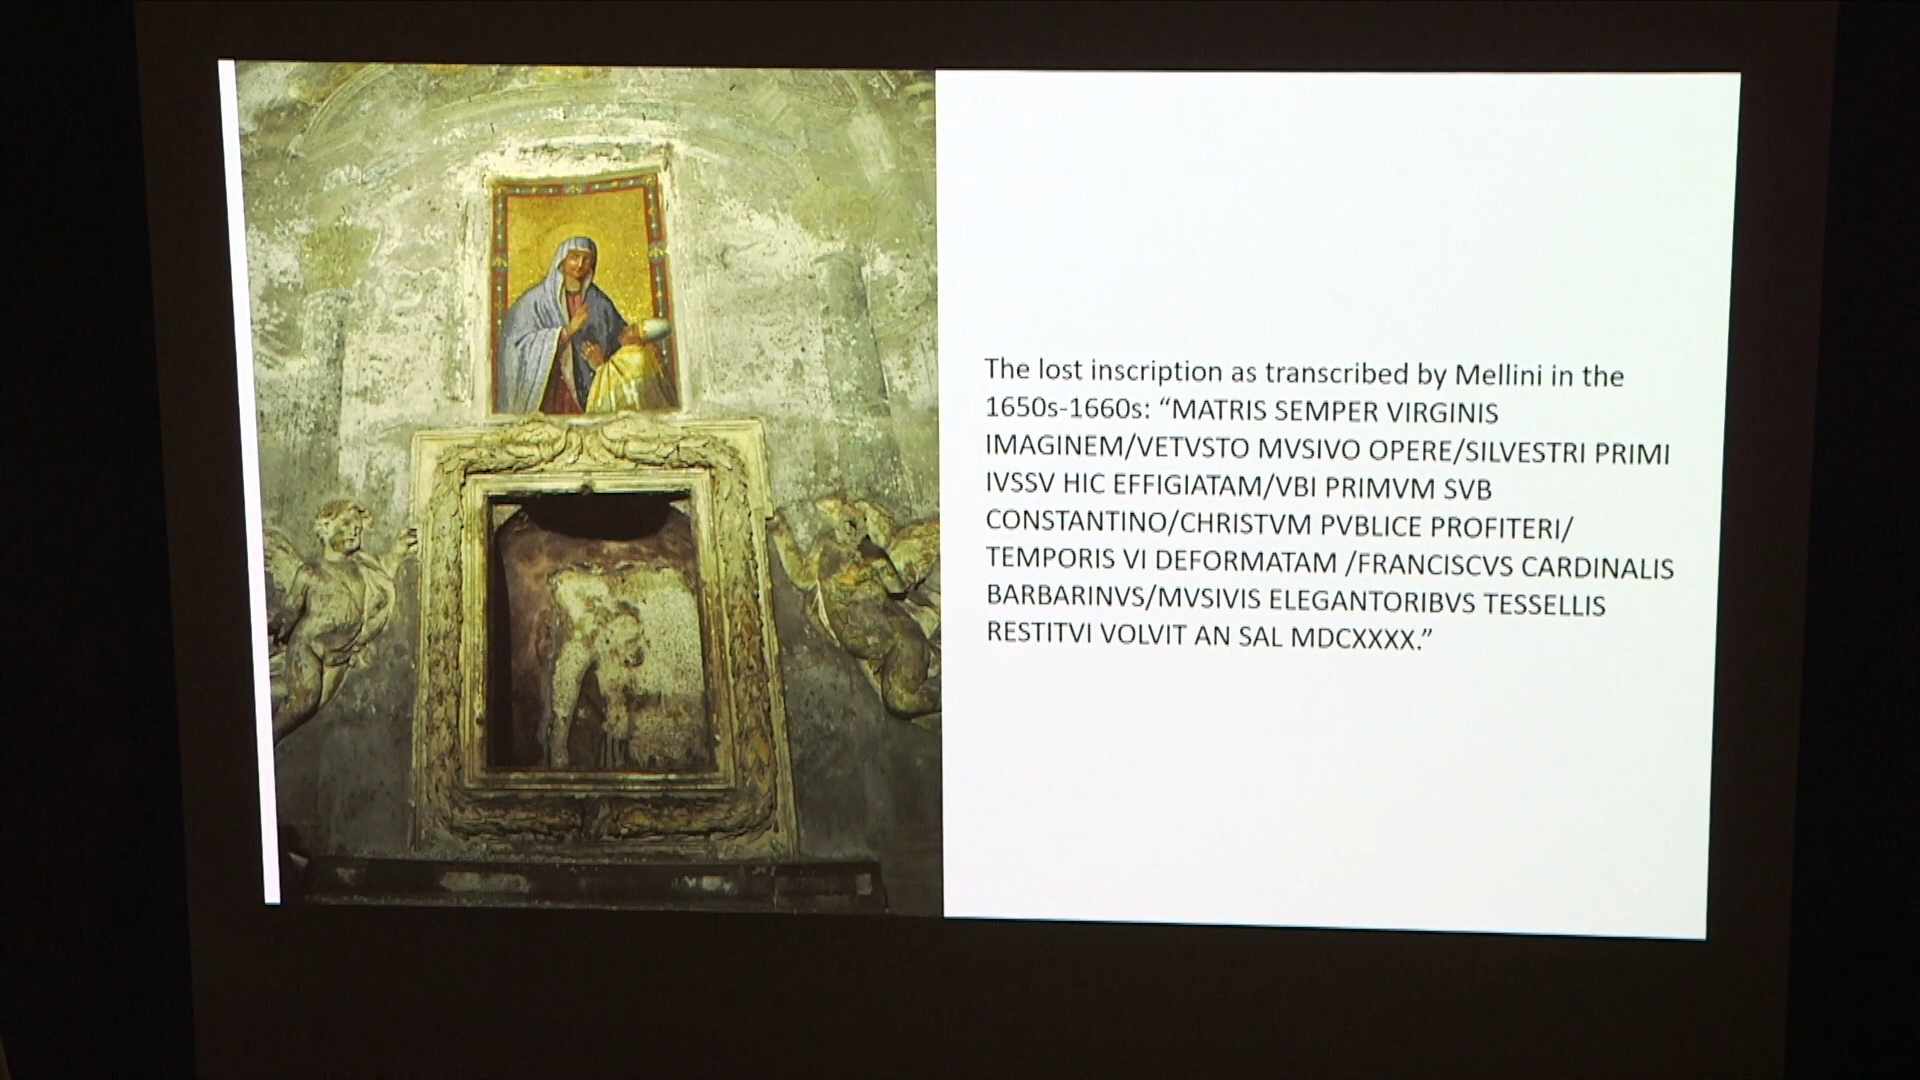 The lost inscription as transcribed by Mellini in the
1650s-1660s: “MATRIS SEMPER VIRGINIS
IMAGINEM/VETVSTO MVSIVO OPERE/SILVESTRI PRIMI
IVSSV HIC EFFIGIATAM/VBI PRIMVM SVB
CONSTANTINO/CHRISTVM PVBLICE PROFITERI/
TEMPORIS VI DEFORMATAM /FRANCISCVS CARDINALIS
BARBARINVS/MVSIVIS ELEGANTORIBVS TESSELLIS
RESTITVI VOLVIT AN SAL MDCXXXX.”